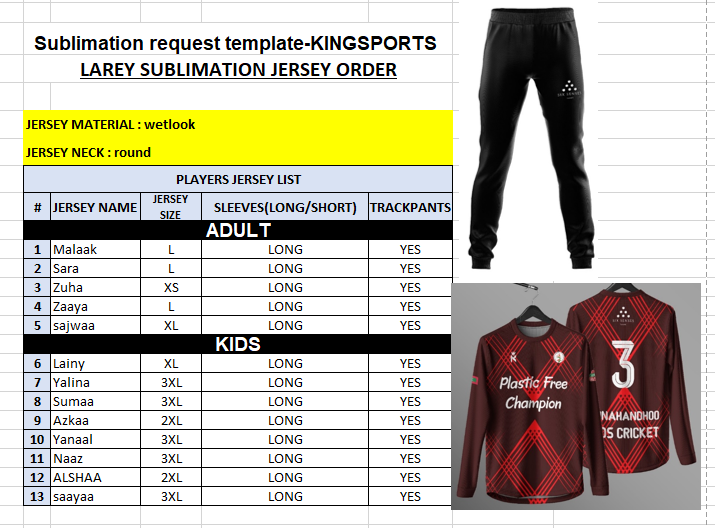 Sublimation request template-KINGSPORTS
LAREY SUBLIMATION JERSEY ORDER
JERSEY MATERIAL : wetlook
JERSEY NECK : round
PLAYERS JERSEY LIST
# JERSEY NAME JERSEY SIZE SLEEVES(LONG/SHORT) TRACKPANTS
ADULT
1 Malaak L LONG YES
2 Sara L LONG YES
3 Zuha XS LONG YES
4 Zaaya L LONG YES
5 sajwaa XL LONG YES
KIDS
6 Lainy XL LONG YES
7 Yalina 3XL LONG YES
8 Sumaa 3XL LONG YES
9 Azkaa 2XL LONG YES
10 Yanaal 3XL LONG YES
11 Naaz 3XL LONG YES
12 ALSHAA 2XL LONG YES
13 saayaa 3XL LONG YES
Plastic Free
Champion
3
NAHANDHOO
DS CRICKET